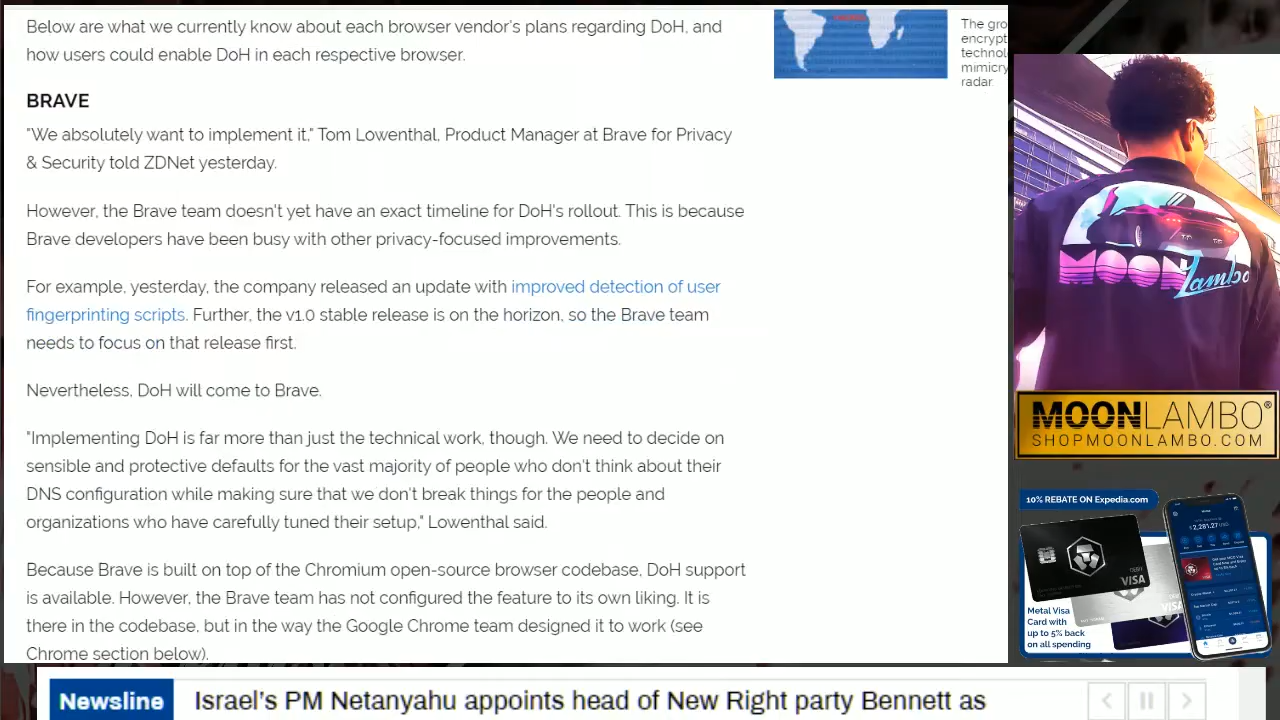 Below are what we currently know about each browser vendor's plans regarding DoH, and
how users could enable DoH in each respective browser.
BRAVE
"We absolutely want to implement it," Tom Lowenthal, Product Manager at Brave for Privacy
& Security told ZDNet yesterday.
However, the Brave team doesn't yet have an exact timeline for DoH's rollout. This is because
Brave developers have been busy with other privacy-focused improvements.
For example, yesterday, the company released an update with improved detection of user
fingerprinting scripts. Further, the v1.0 stable release is on the horizon, so the Brave team
needs to focus on that release first.
Nevertheless, DoH will come to Brave.
"Implementing DoH is far more than just the technical work, though. We need to decide on
sensible and protective defaults for the vast majority of people who don't think about their
DNS configuration while making sure that we don't break things for the people and
organizations who have carefully tuned their setup," Lowenthal said.
Because Brave is built on top of the Chromium open-source browser codebase, DoH support
is available. However, the Brave team has not configured the feature to its own liking. It is
there in the codebase, but in the way the Google Chrome team designed it to work (see
Chrome section below).
The gro
encrypt
technol
mimicry
radar.
MOON Lambo
MOONLAMBO®
SHOPMOONLAMBO.COM
10% REBATE ON Expedia.com
DEBIT
VISA
VISA
2,281.27
Metal Visa
Card with
up to 5% back
on all spending
Newsline
Israel's PM Netanyahu appoints head of New Right party Bennett as